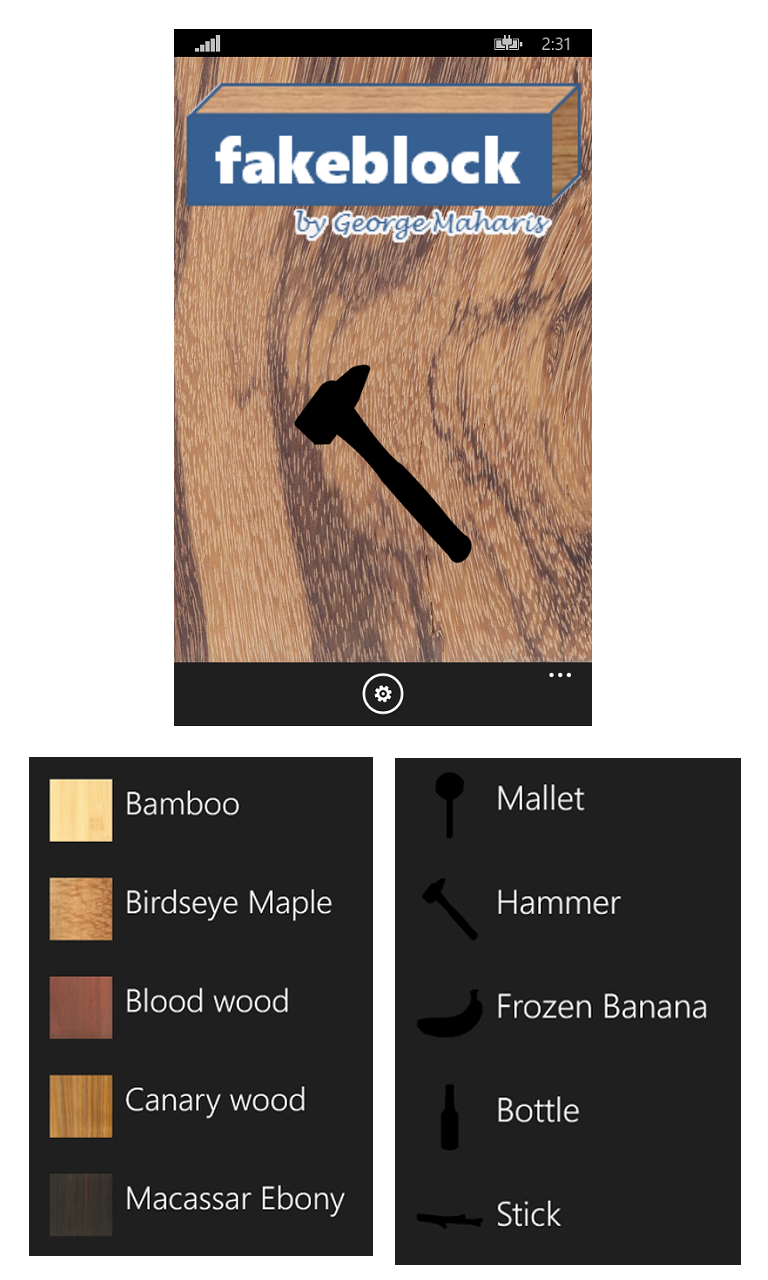 2:31
fakeblock
by George Maharis
Bamboo
Birdseye Maple
Blood wood
Canary wood
Macassar Ebony
Mallet
Hammer
Frozen Banana
Bottle
Stick